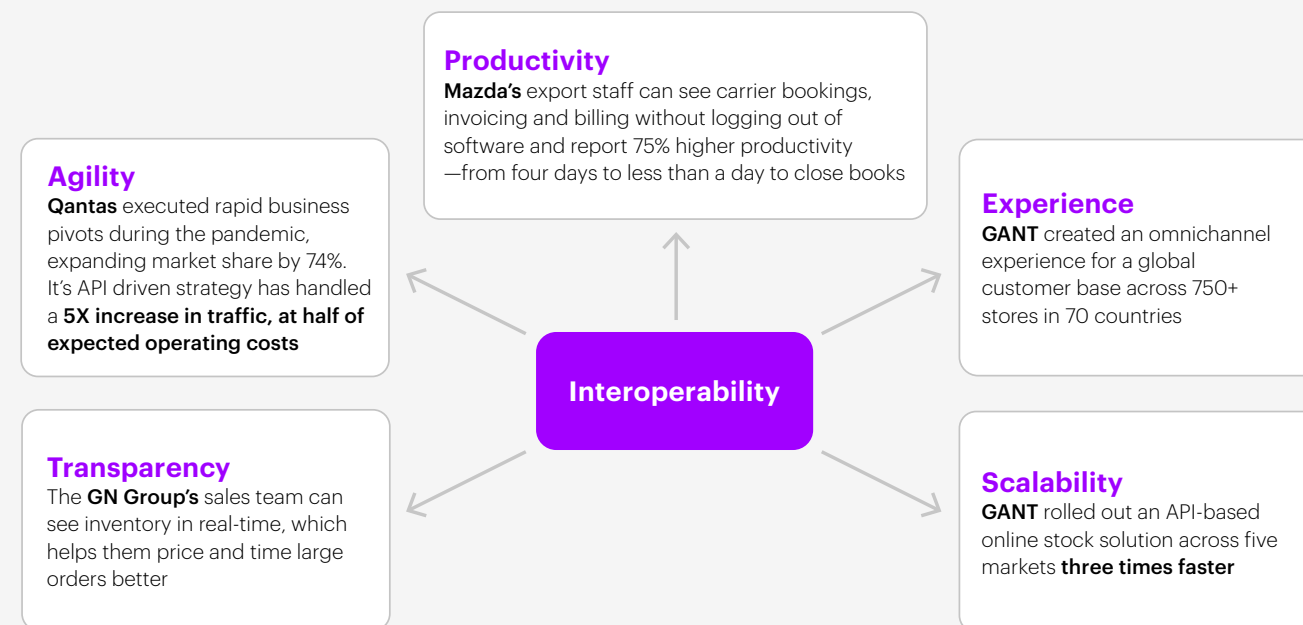 Productivity
Mazda's export staff can see carrier bookings,
invoicing and billing without logging out of
software and report 75% higher productivity
—from four days to less than a day to close books
Agility
Qantas executed rapid business
pivots during the pandemic,
expanding market share by 74%.
It's API driven strategy has handled
a 5X increase in traffic, at half of
expected operating costs
Experience
GANT created an omnichannel
experience for a global
customer base across 750+
stores in 70 countries
Interoperability
Transparency
The GN Group's sales team can
see inventory in real-time, which
helps them price and time large
orders better
Scalability
GANT rolled out an API-based
online stock solution across five
markets three times faster